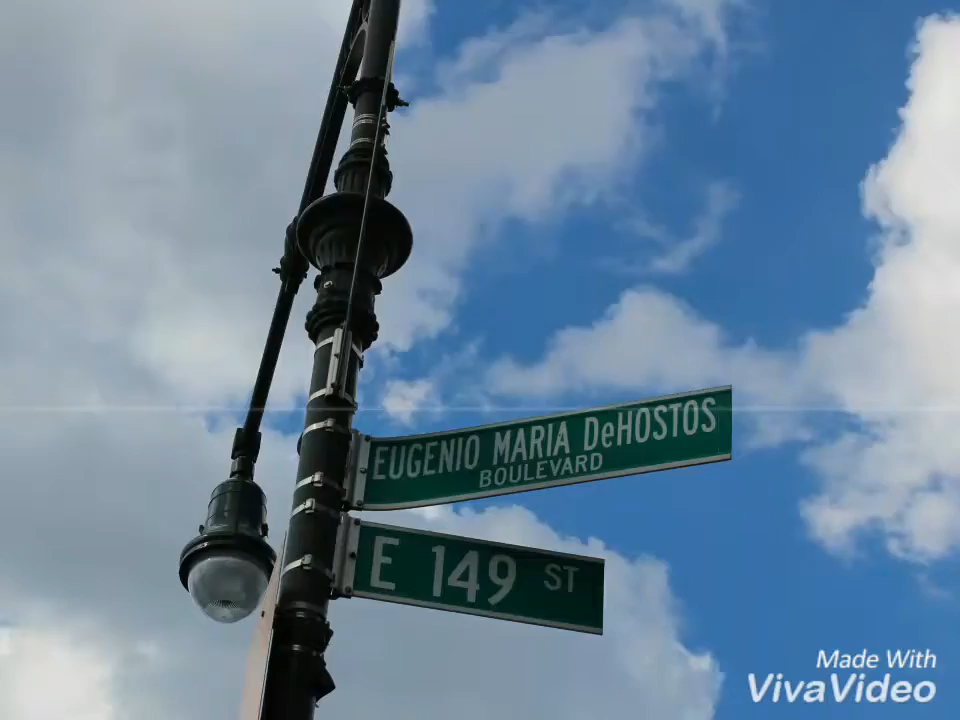 EUGENIO MARIA DeHOSTOS
BOULEVARD
E 149 ST
Made With
VivaVideo